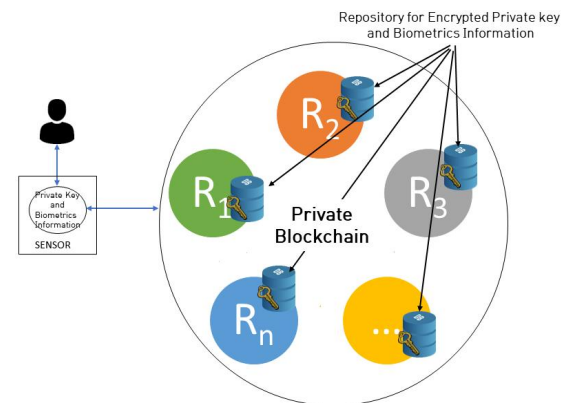 Repository for Encrypted Private key
and Biometrics Information
R2
R1
R3
Private Key
and
Biometrics
Information
SENSOR
Private
Blockchain
Rn
...